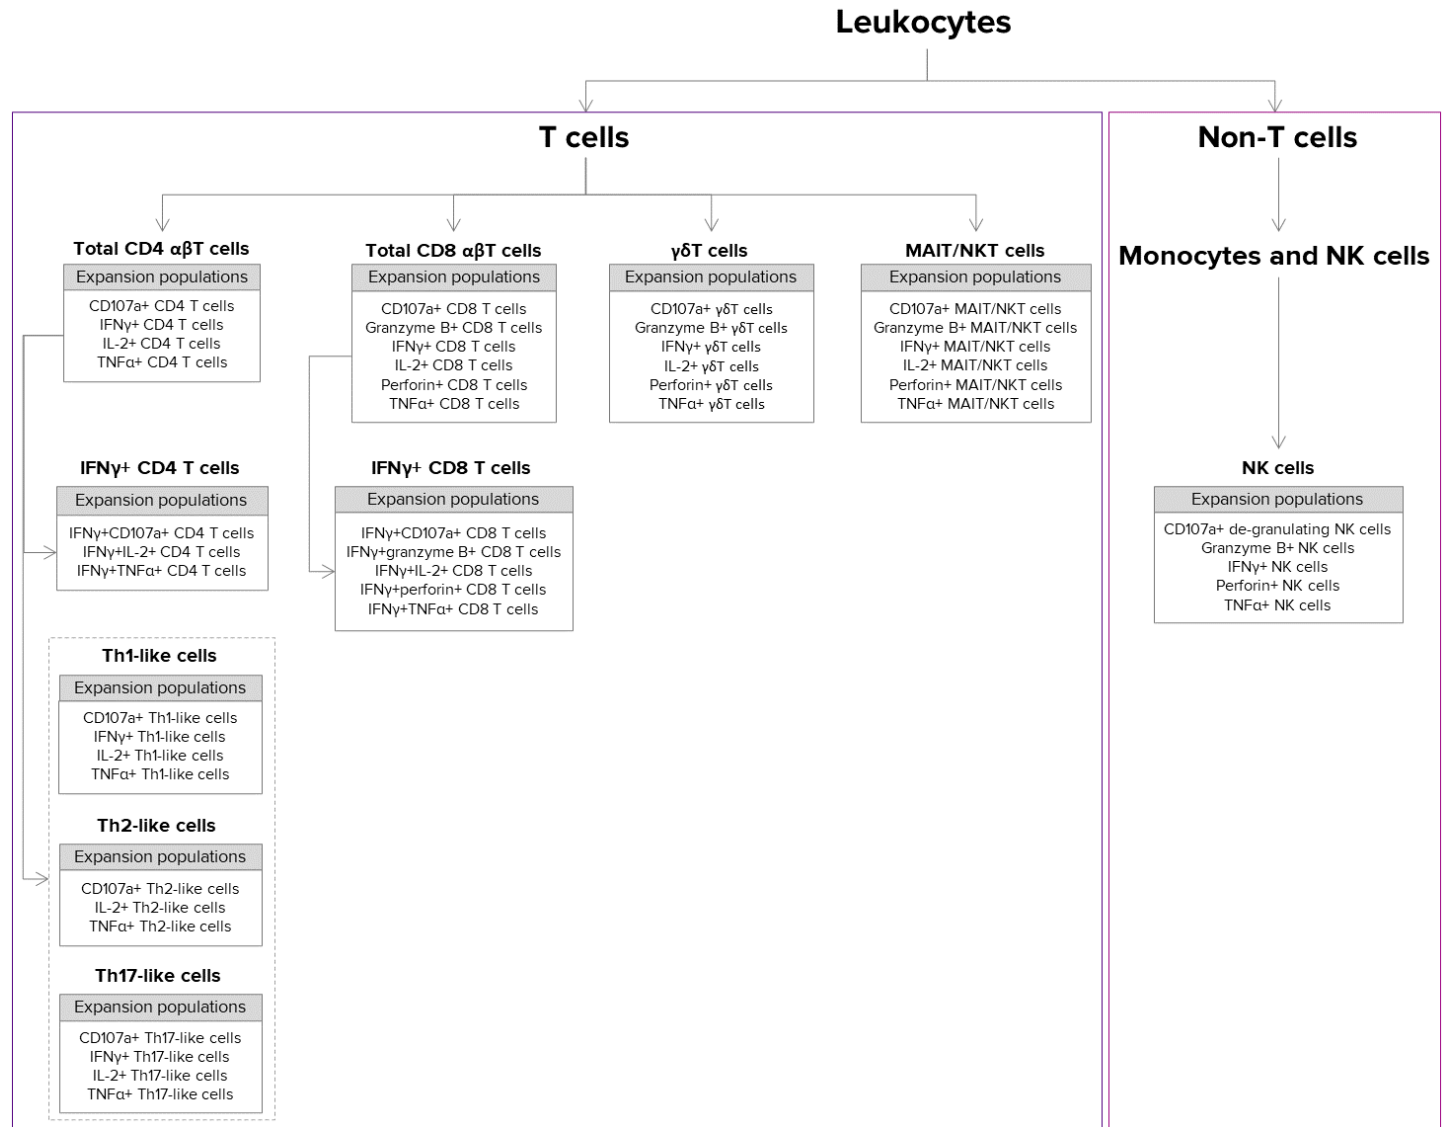 Leukocytes
T cells
Non-T cells
Total CD4 αβT cells
Expansion populations
CD107a+ CD4 T cells
IFNγ+ CD4 T cells
IL-2+ CD4 T cells
TNFα+ CD4 T cells
Total CD8 αβT cells
Expansion populations
CD107a+ CD8 T cells
Granzyme B+ CD8 T cells
IFNγ+ CD8 T cells
IL-2+ CD8 T cells
Perforin+ CD8 T cells
TNFα+ CD8 T cells
γδT cells
Expansion populations
CD107a+ γδT cells
Granzyme B+ γδT cells
IFNγ+ γδT cells
IL-2+ γδT cells
Perforin+ γδT cells
TNFα+ γδT cells
MAIT/NKT cells
Expansion populations
CD107a+ MAIT/NKT cells
Granzyme B+ MAIT/NKT cells
IFNγ+ MAIT/NKT cells
IL-2+ MAIT/NKT cells
Perforin+ MAIT/NKT cells
TNFα+ MAIT/NKT cells
Monocytes and NK cells
IFNγ+ CD4 T cells
Expansion populations
IFNγ+CD107a+ CD4 T cells
IFNγ+IL-2+ CD4 T cells
IFNγ+TNFα+ CD4 T cells
IFNγ+ CD8 T cells
Expansion populations
IFNγ+CD107a+ CD8 T cells
IFNγ+granzyme B+ CD8 T cells
IFNγ+IL-2+ CD8 T cells
IFNγ+perforin+ CD8 T cells
IFNγ+TNFα+ CD8 T cells
NK cells
Expansion populations
CD107a+ de-granulating NK cells
Granzyme B+ NK cells
IFNγ+ NK cells
Perforin+ NK cells
TNFα+ NK cells
Th1-like cells
Expansion populations
CD107a+ Th1-like cells
IFNγ+ Th1-like cells
IL-2+ Th1-like cells
TNFα+ Th1-like cells
Th2-like cells
Expansion populations
CD107a+ Th2-like cells
IL-2+ Th2-like cells
TNFα+ Th2-like cells
Th17-like cells
Expansion populations
CD107a+ Th17-like cells
IFNγ+ Th17-like cells
IL-2+ Th17-like cells
TNFα+ Th17-like cells